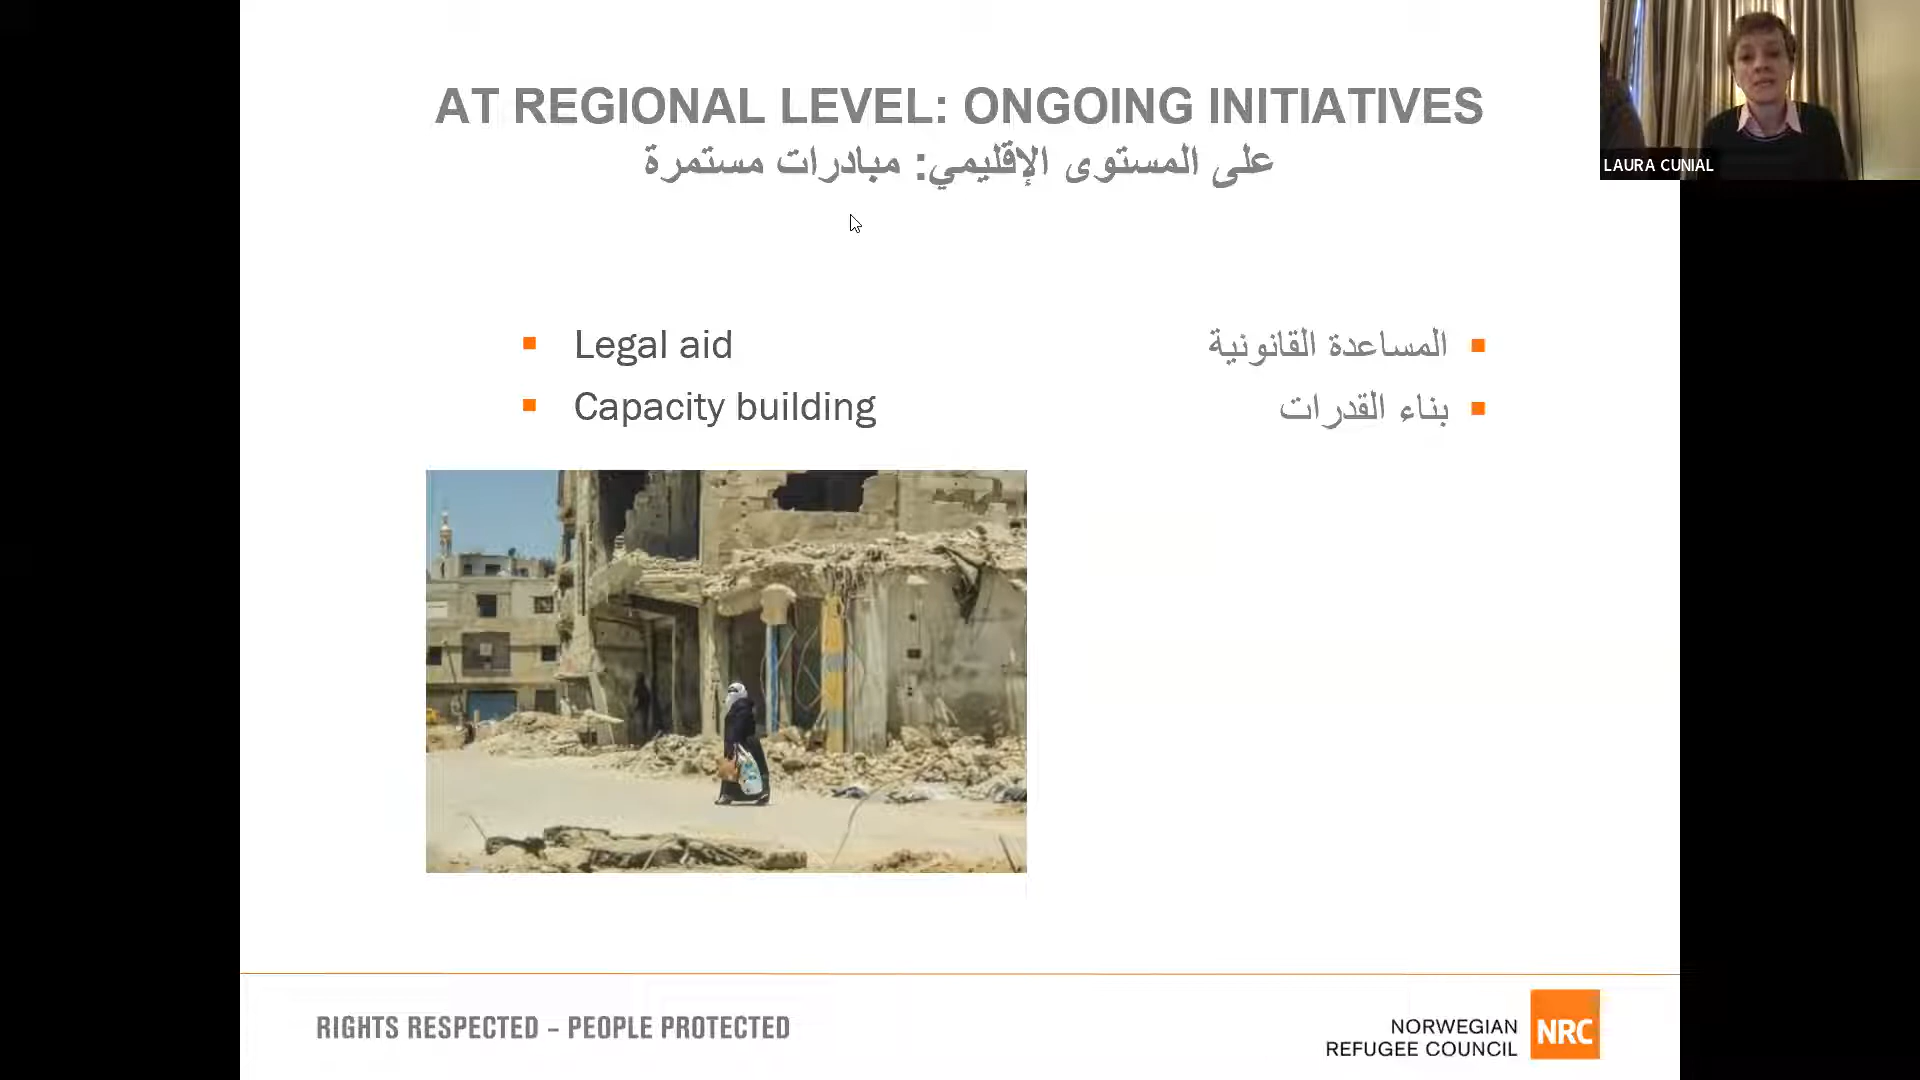 AT REGIONAL LEVEL: ONGOING INITIATIVES
على المستوى الإقليمي: مبادرات مستمرة
LAURA CUNIAL
Legal aid
Capacity building
المساعدة القانونية
بناء القدرات
RIGHTS RESPECTED – PEOPLE PROTECTED
NORWEGIAN
REFUGEE COUNCIL
NRC